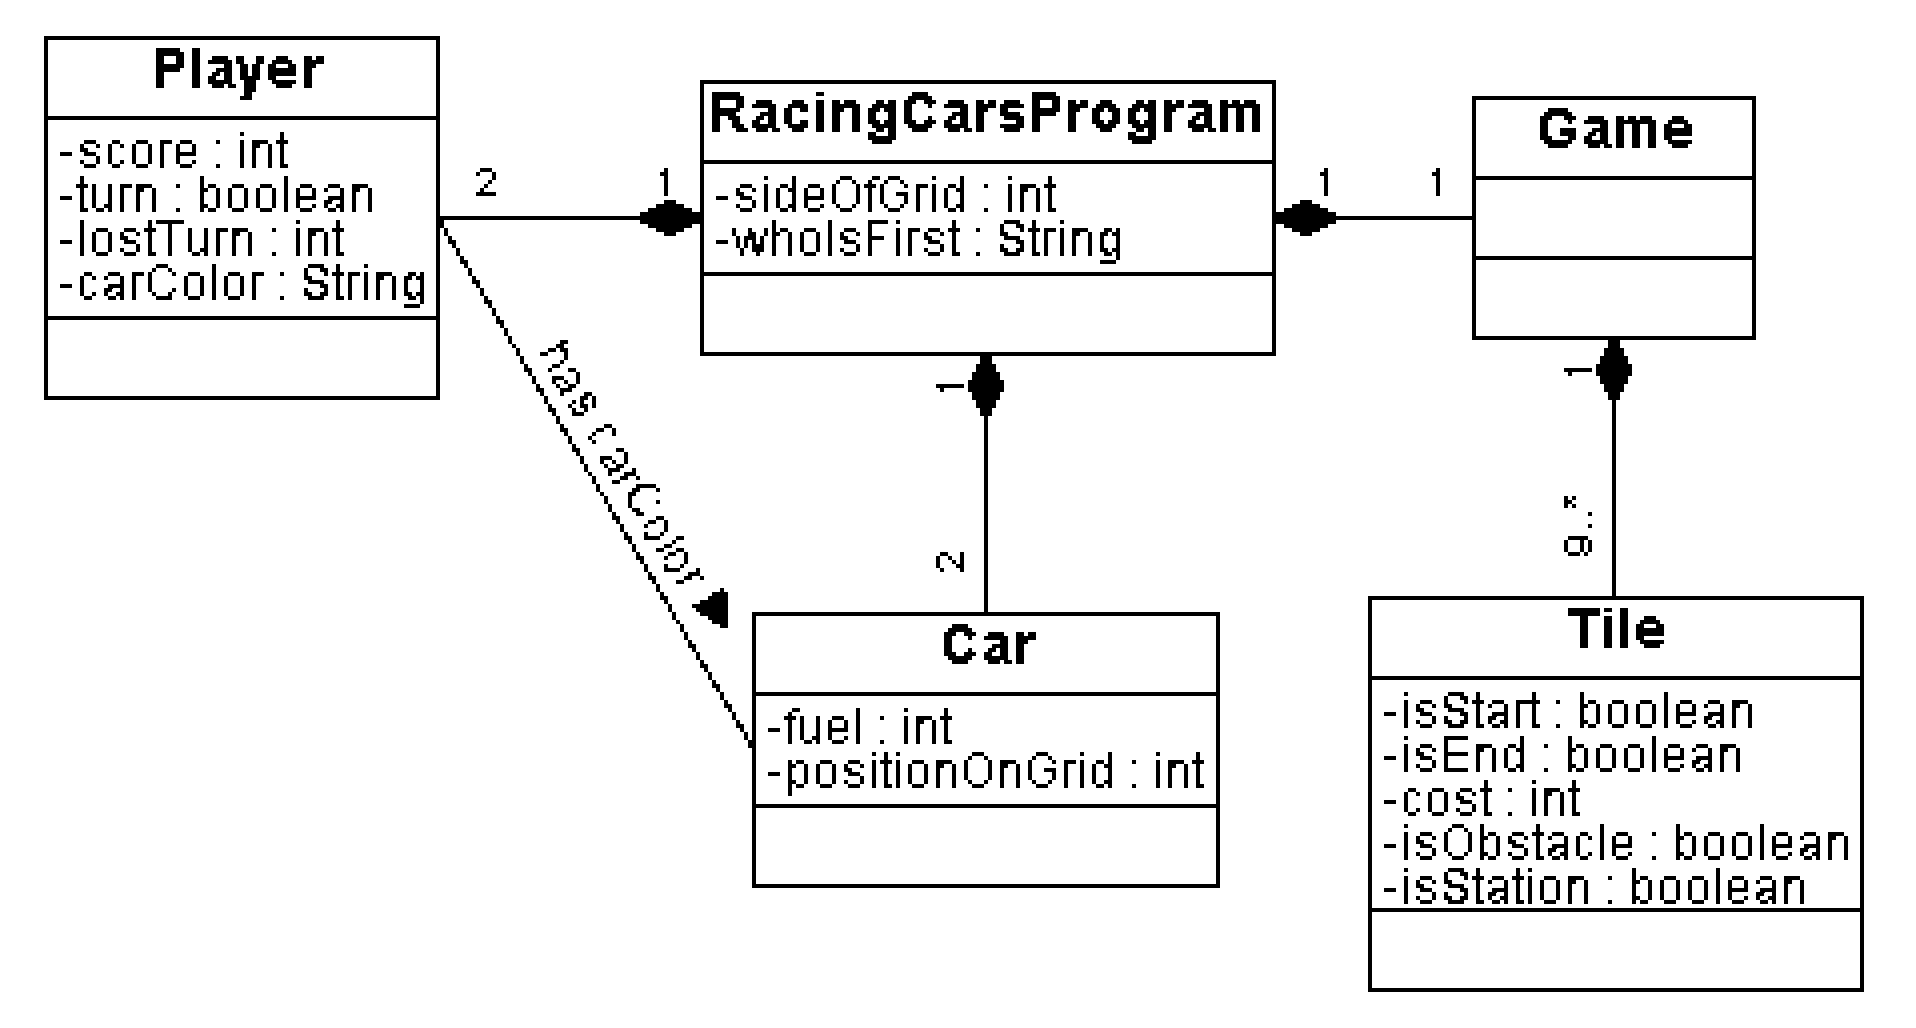 Player
-score : int
-turn : boolean
-lostTurn : int
-carColor : String
2
1
RacingCarsProgram
-sideOfGrid : int
-whoIsFirst : String
1
1
Game
has carColor
1
2
1
9..*
Car
-fuel : int
-positionOnGrid : int
Tile
-isStart : boolean
-isEnd : boolean
-cost : int
-isObstacle : boolean
-isStation : boolean